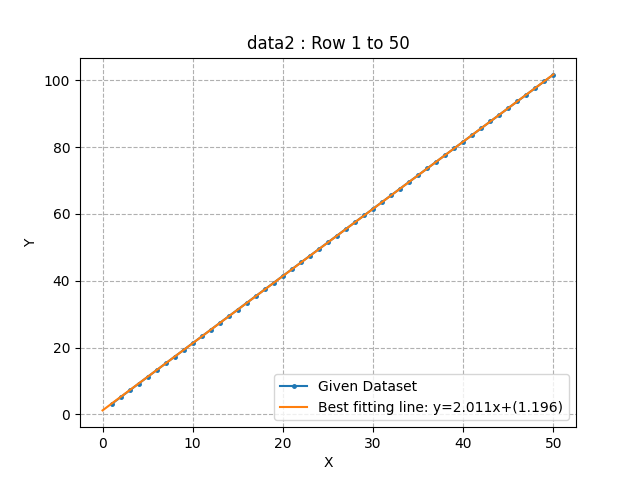 data2 : Row 1 to 50
100
80
60
40
20
0
Y
Given Dataset
Best fitting line: y=2.011x+(1.196)
0 10 20 30 40 50
X